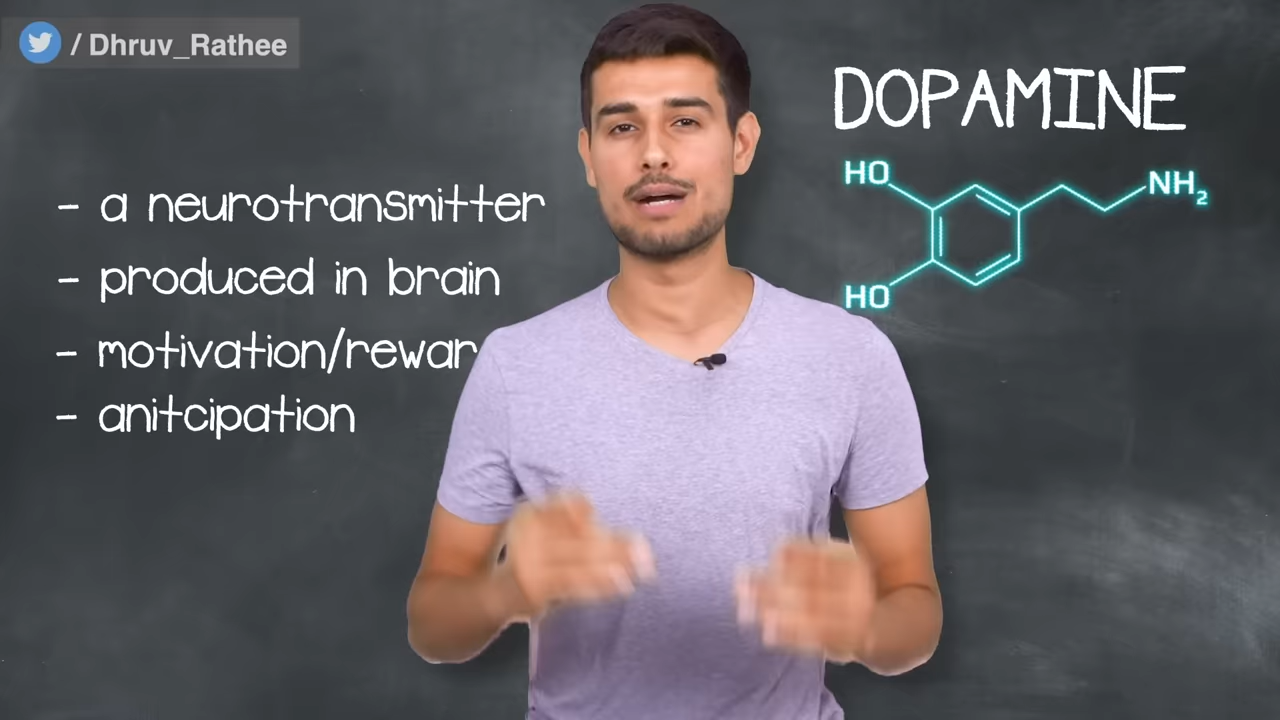 / Dhruv_Rathee
DOPAMINE
- a neurotransmitter
- produced in brain
- motivation/rewar
- anitcipation
HO
NH2
HO